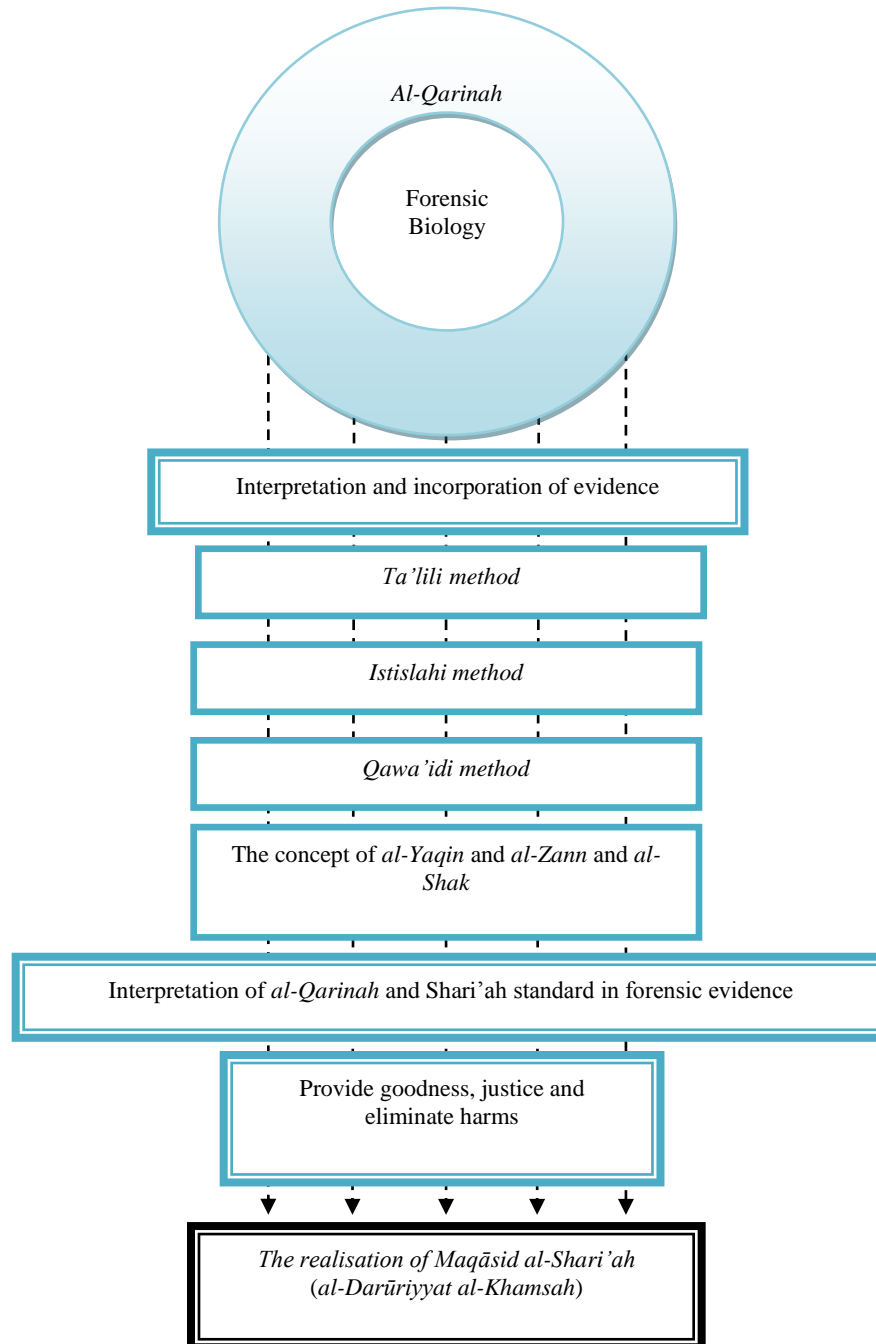 Al-Qarinah
Forensic
Biology
Interpretation and incorporation of evidence
Ta’lili method
Istislahi method
Qawa’idi method
The concept of al-Yaqin and al-Zann and al-
Shak
Interpretation of al-Qarinah and Shari’ah standard in forensic evidence
Provide goodness, justice and
eliminate harms
The realisation of Maqāsid al-Shari’ah
(al-Darūriyyat al-Khamsah)